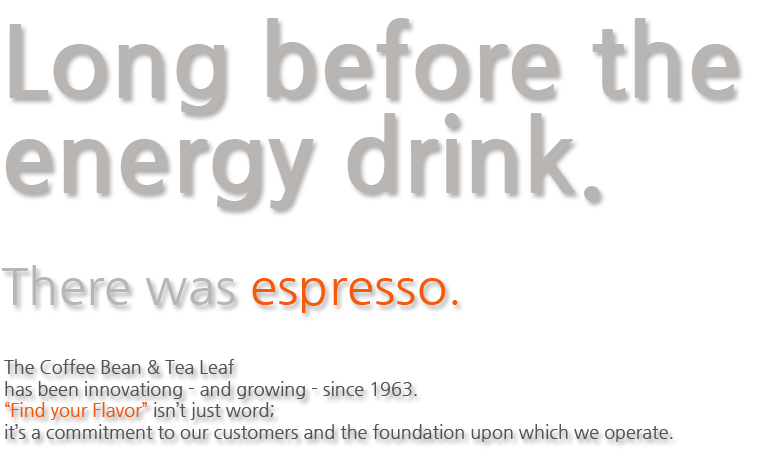 Long before the
energy drink.
There was espresso.
The Coffee Bean & Tea Leaf
has been innovationg - and growing - since 1963.
“Find your Flavor” isn’t just word;
it’s a commitment to our customers and the foundation upon which we operate.